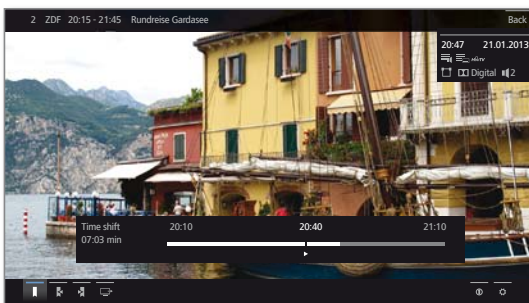 2 ZDF 20:15 - 21:45 Rundreise Gardasee Back
20:47 21.01.2013
Digital 2
Time shift 20:10 20:40 21:10
07:03 min